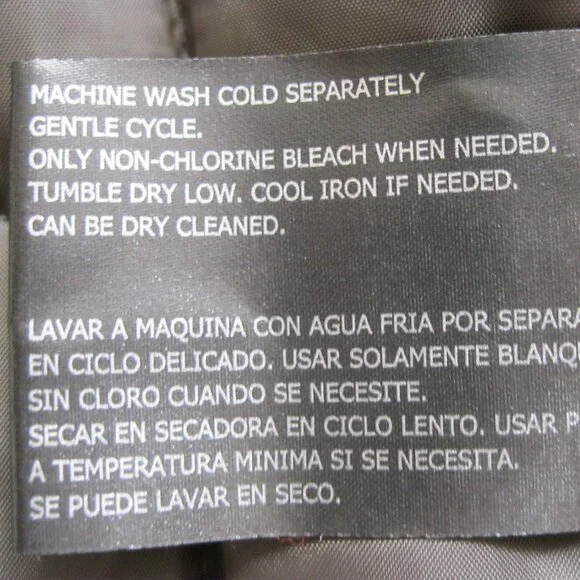 MACHINE WASH COLD SEPARATELY
GENTLE CYCLE.
ONLY NON-CHLORINE BLEACH WHEN NEEDED.
TUMBLE DRY LOW. COOL IRON IF NEEDED.
CAN BE DRY CLEANED.
LAVAR A MAQUINA CON AGUA FRIA POR
EN CICLO DELICADO. USAR SOLAMENTE
SIN CLORO CUANDO SE NECESITE.
SECAR EN SECADORA EN CICLO LENTO. USAR
A TEMPERATURA MINIMA SI SE NECESITA.
SE PUEDE LAVAR EN SECO.